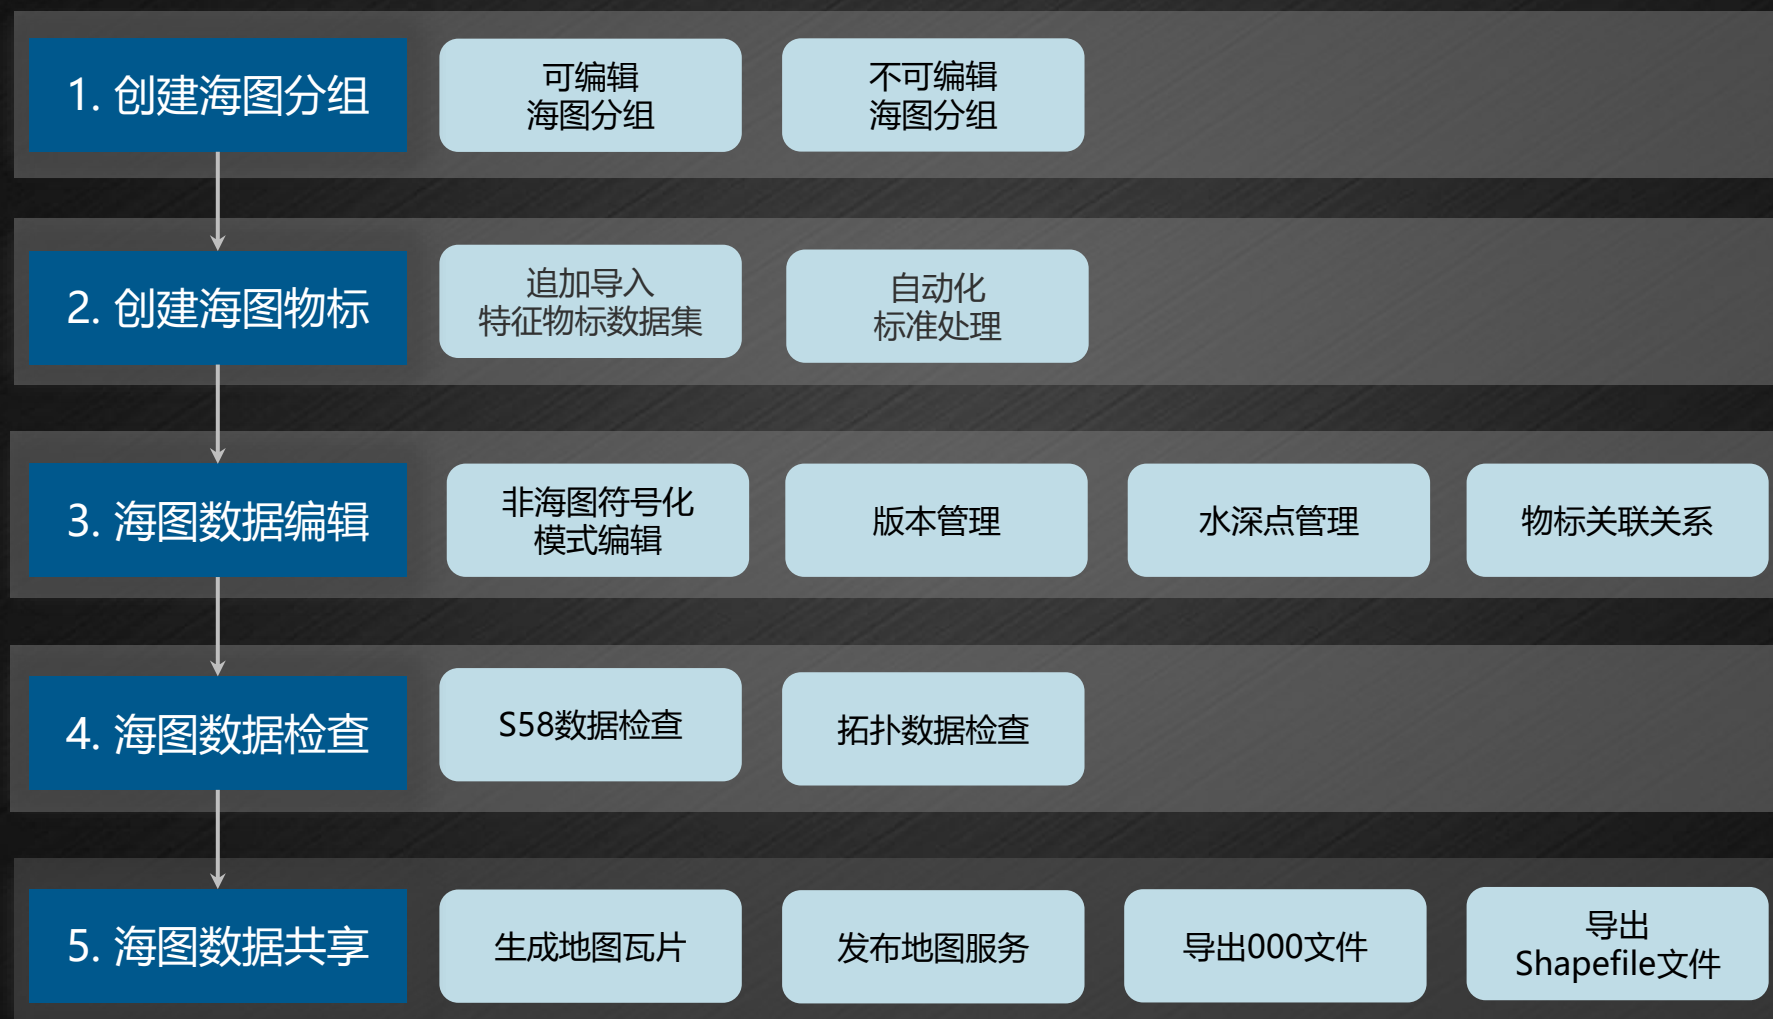 1. 创建海图分组
可编辑
海图分组
不可编辑
海图分组
2. 创建海图物标
追加导入
特征物标数据集
自动化
标准处理
3. 海图数据编辑
非海图符号化
模式编辑
版本管理
水深点管理
物标关联关系
4. 海图数据检查
S58数据检查
拓扑数据检查
5. 海图数据共享
生成地图瓦片
发布地图服务
导出000文件
导出
Shapefile文件